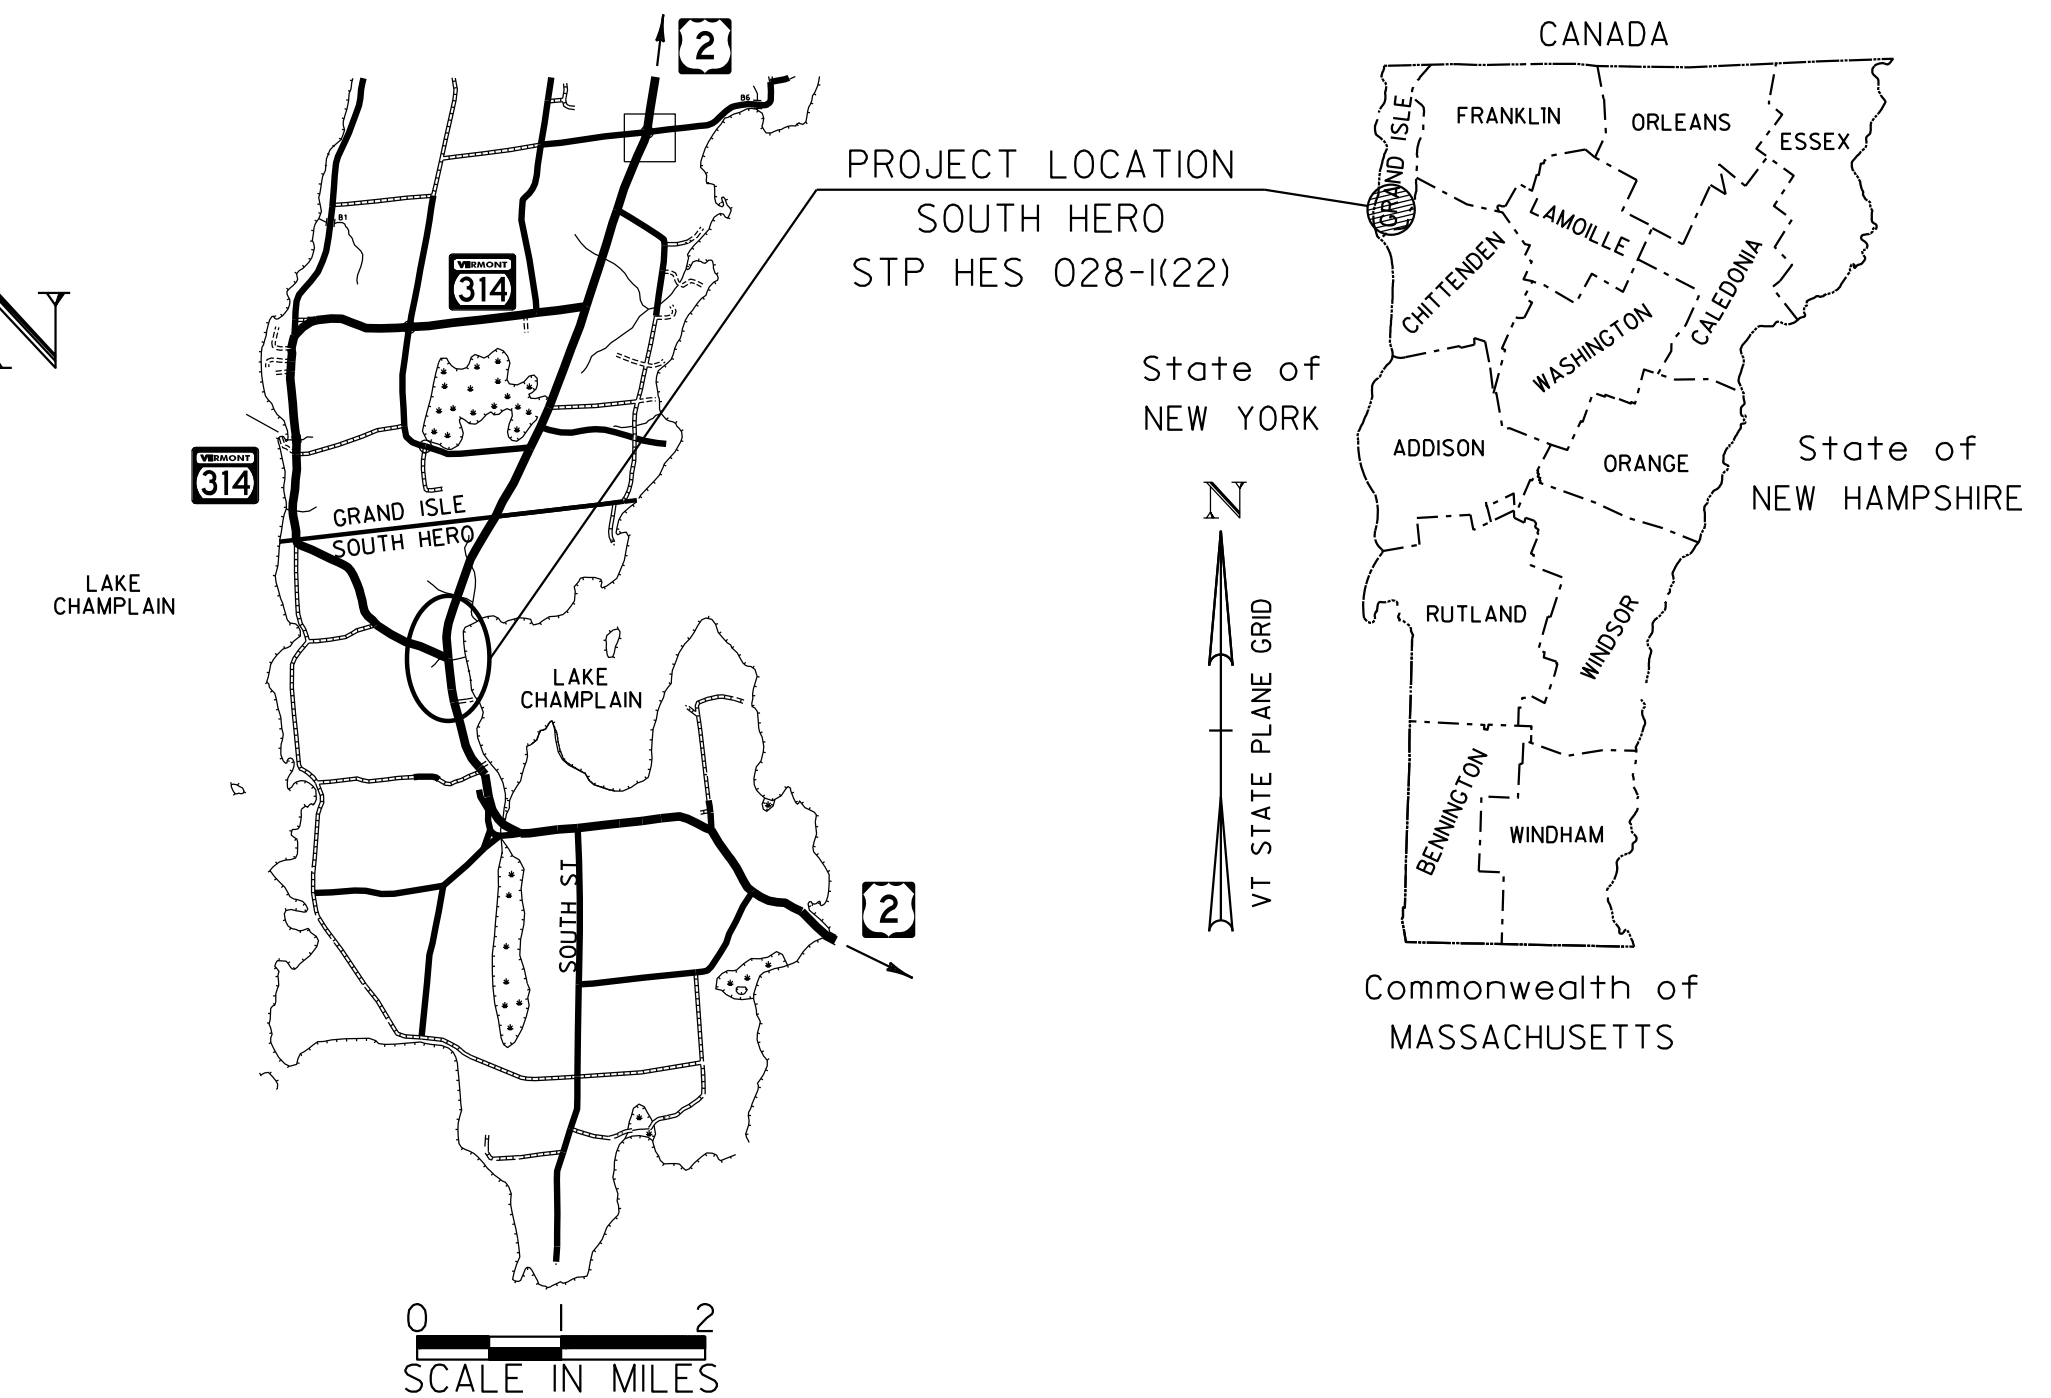 2
B6
B1
VERMONT
314
VERMONT
314
GRAND ISLE
SOUTH HERO
LAKE
CHAMPLAIN
LAKE
CHAMPLAIN
SOUTH ST
2
0 1 2
SCALE IN MILES
N
PROJECT LOCATION
SOUTH HERO
STP HES 028-1(22)
CANADA
GRAND ISLE
FRANKLIN
ORLEANS
ESSEX
LAMOILLE
CHITTENDEN
CALEDONIA
WASHINGTON
State of
NEW YORK
ADDISON
ORANGE
State of
NEW HAMPSHIRE
N
VT STATE PLANE GRID
RUTLAND
WINDSOR
BENNINGTON
WINDHAM
Commonwealth of
MASSACHUSETTS